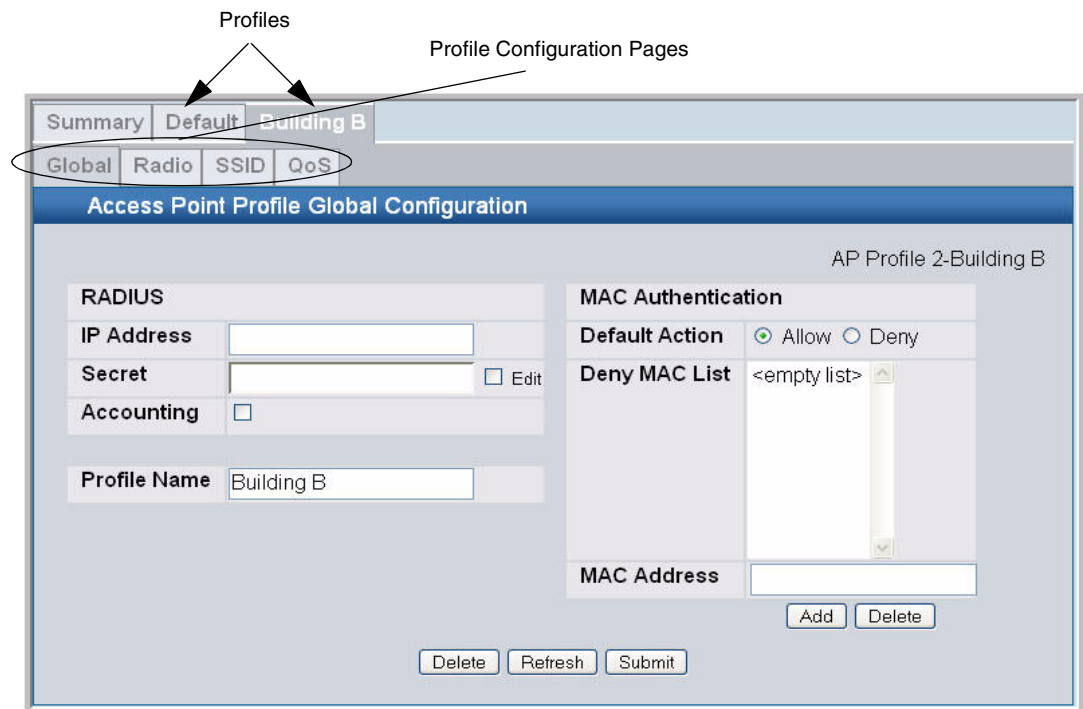 Profiles
Profile Configuration Pages
Summary Default Building B
Global Radio SSID QoS
Access Point Profile Global Configuration
AP Profile 2-Building B
RADIUS
IP Address
Secret Edit
Accounting
Profile Name Building B
MAC Authentication
Default Action Allow Deny
Deny MAC List <empty list>
MAC Address
Add Delete
Delete Refresh Submit